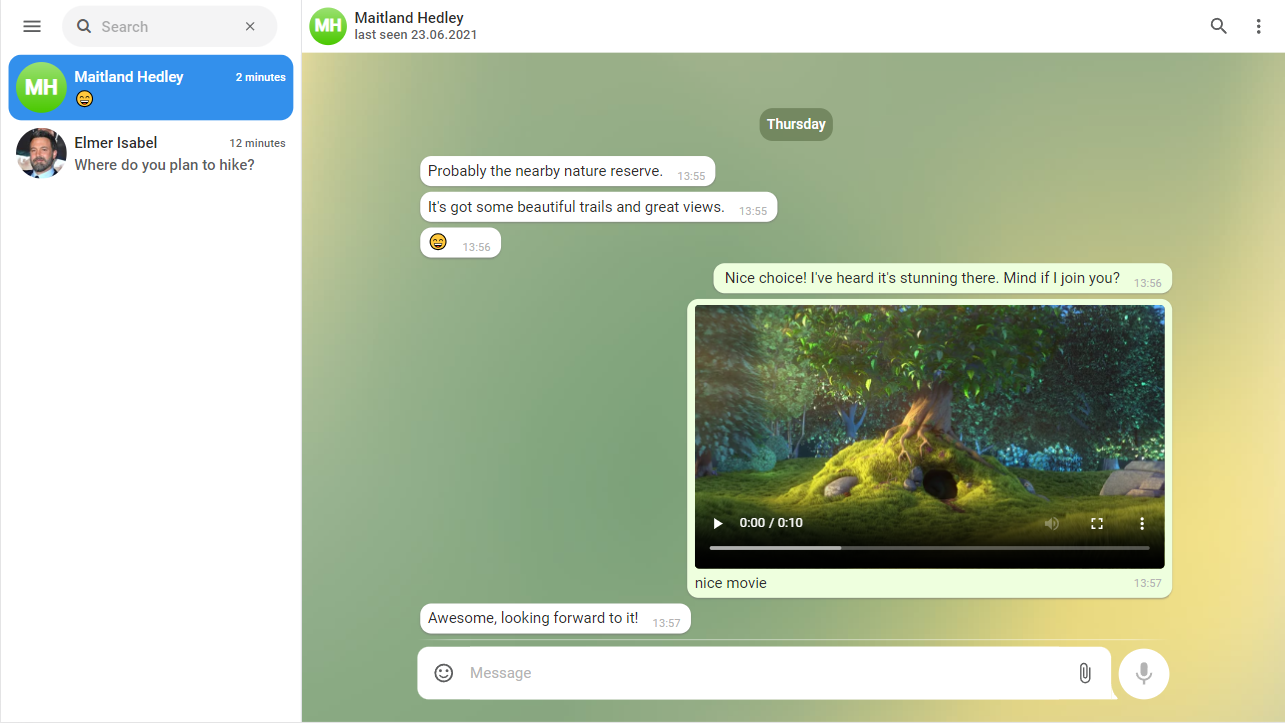 Search
MH
Maitland Hedley
2 minutes
😄
Elmer Isabel
12 minutes
Where do you plan to hike?
MH
Maitland Hedley
last seen 23.06.2021
Thursday
Probably the nearby nature reserve. 13:55
It's got some beautiful trails and great views. 13:55
😄 13:56
Nice choice! I've heard it's stunning there. Mind if I join you? 13:56
0:00 / 0:10
nice movie 13:57
Awesome, looking forward to it! 13:57
Message